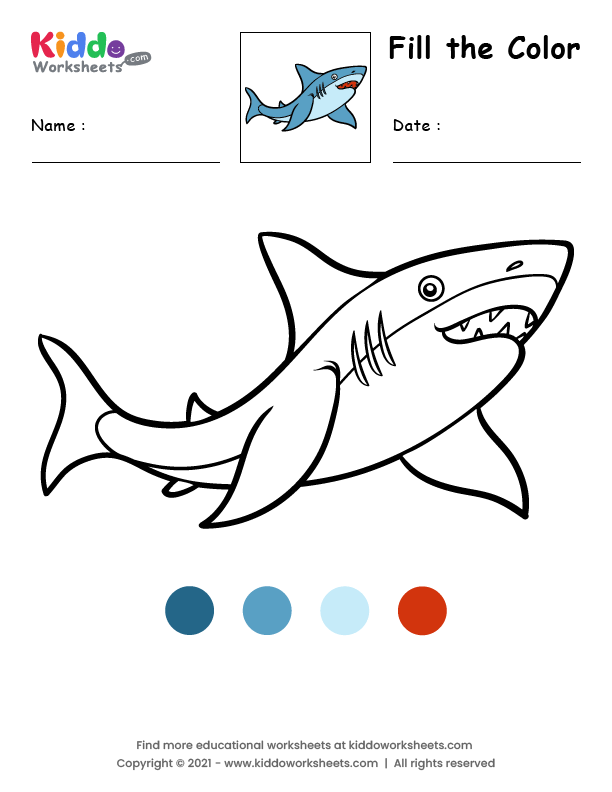 Kiddo
Worksheets .com
Fill the Color
Name :
Date :
Find more educational worksheets at kiddoworksheets.com
Copyright © 2021 - www.kiddoworksheets.com | All rights reserved